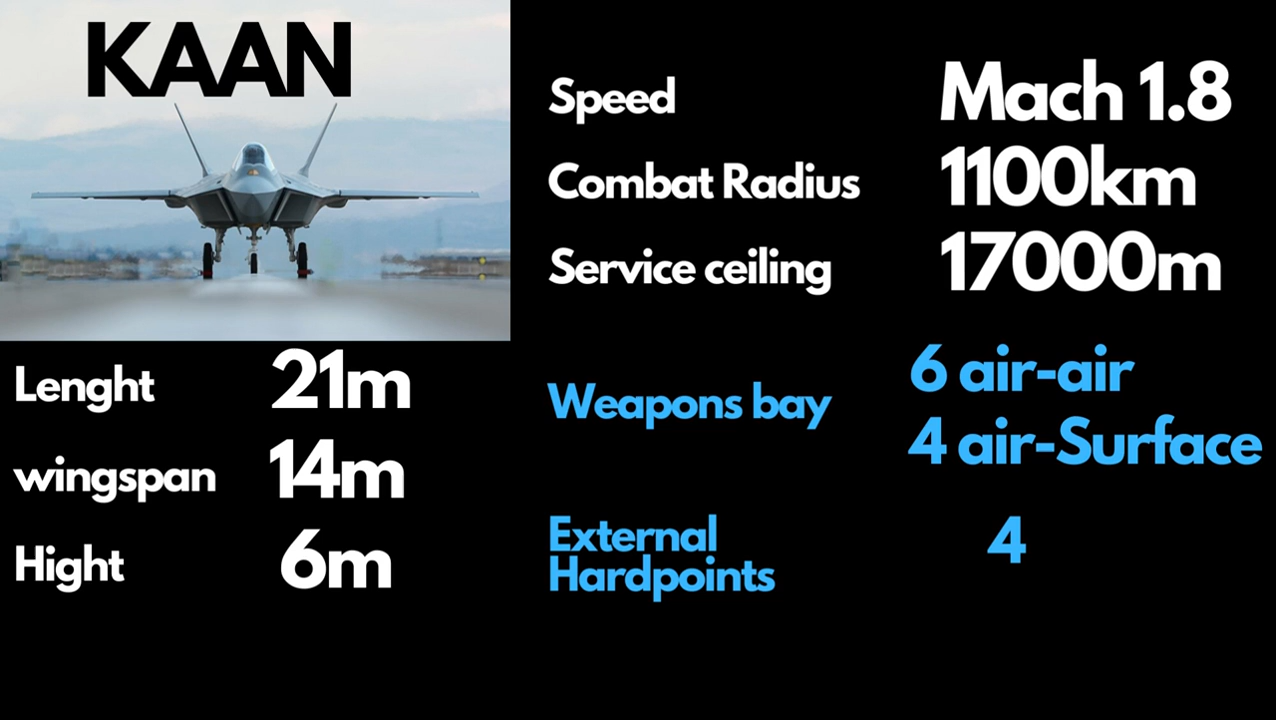 KAAN
Speed Mach 1.8
Combat Radius 1100km
Service ceiling 17000m
Lenght 21m
wingspan 14m
Hight 6m
Weapons bay 6 air-air
4 air-Surface
External
Hardpoints 4